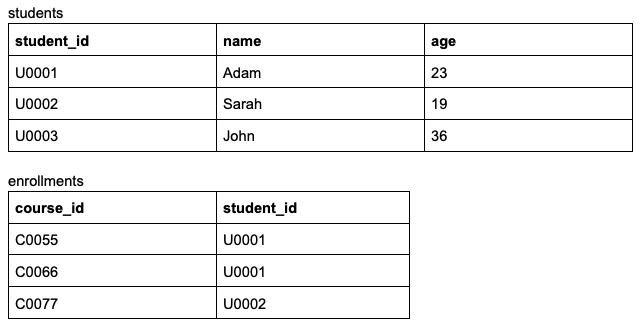 students
student_id name age
U0001 Adam 23
U0002 Sarah 19
U0003 John 36
enrollments
course_id student_id
C0055 U0001
C0066 U0001
C0077 U0002